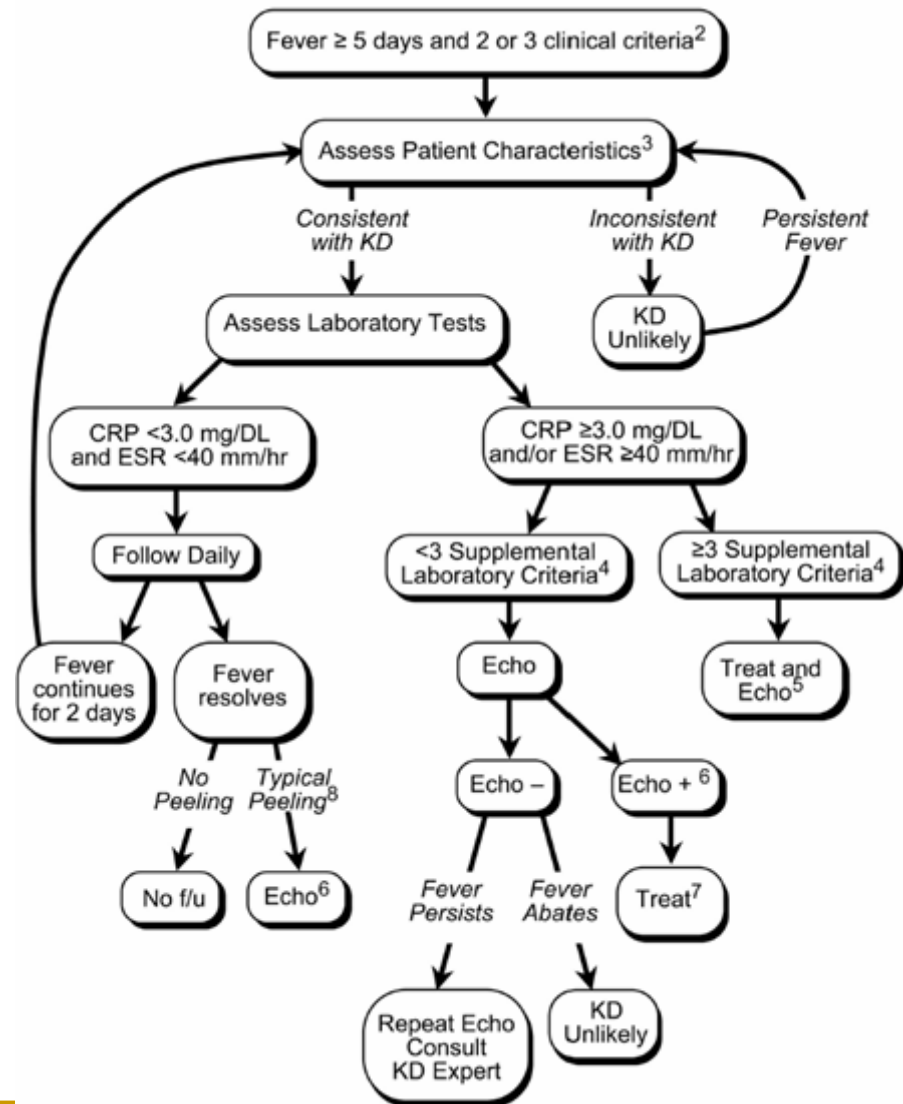 Fever ≥ 5 days and 2 or 3 clinical criteria2
Assess Patient Characteristics3
Consistent
with KD
Inconsistent
with KD
Persistent
Fever
Assess Laboratory Tests
KD
Unlikely
CRP <3.0 mg/DL
and ESR <40 mm/hr
CRP ≥3.0 mg/DL
and/or ESR ≥40 mm/hr
Follow Daily
<3 Supplemental
Laboratory Criteria4
≥3 Supplemental
Laboratory Criteria4
Fever
continues
for 2 days
Fever
resolves
Echo
Treat and
Echo5
No
Peeling
Typical
Peeling8
Echo –
Echo + 6
No f/u
Echo6
Fever
Persists
Fever
Abates
Treat7
Repeat Echo
Consult
KD Expert
KD
Unlikely